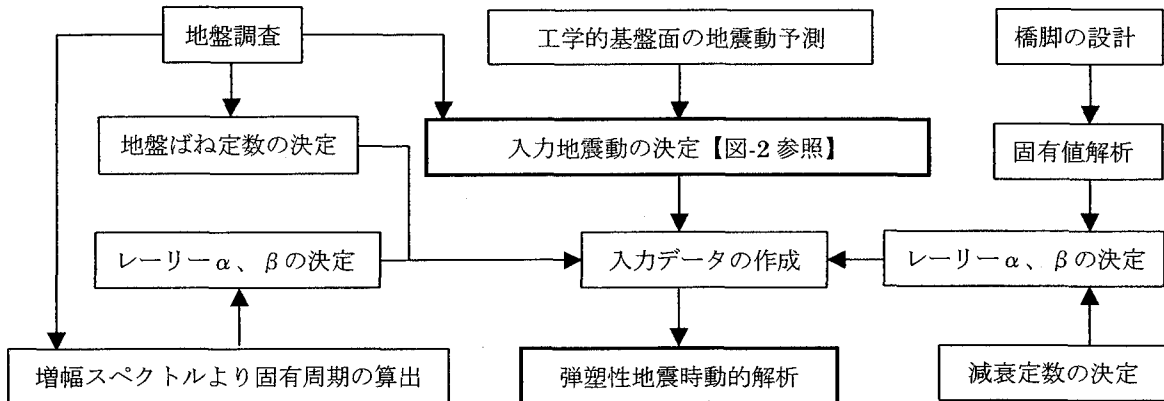 地盤調査
工学的基盤面の地震動予測
橋脚の設計
地盤ばね定数の決定
入力地震動の決定【図-2 参照】
固有値解析
レーリーα、βの決定
入力データの作成
レーリーα、βの決定
増幅スペクトルより固有周期の算出
弾塑性地震時動的解析
減衰定数の決定